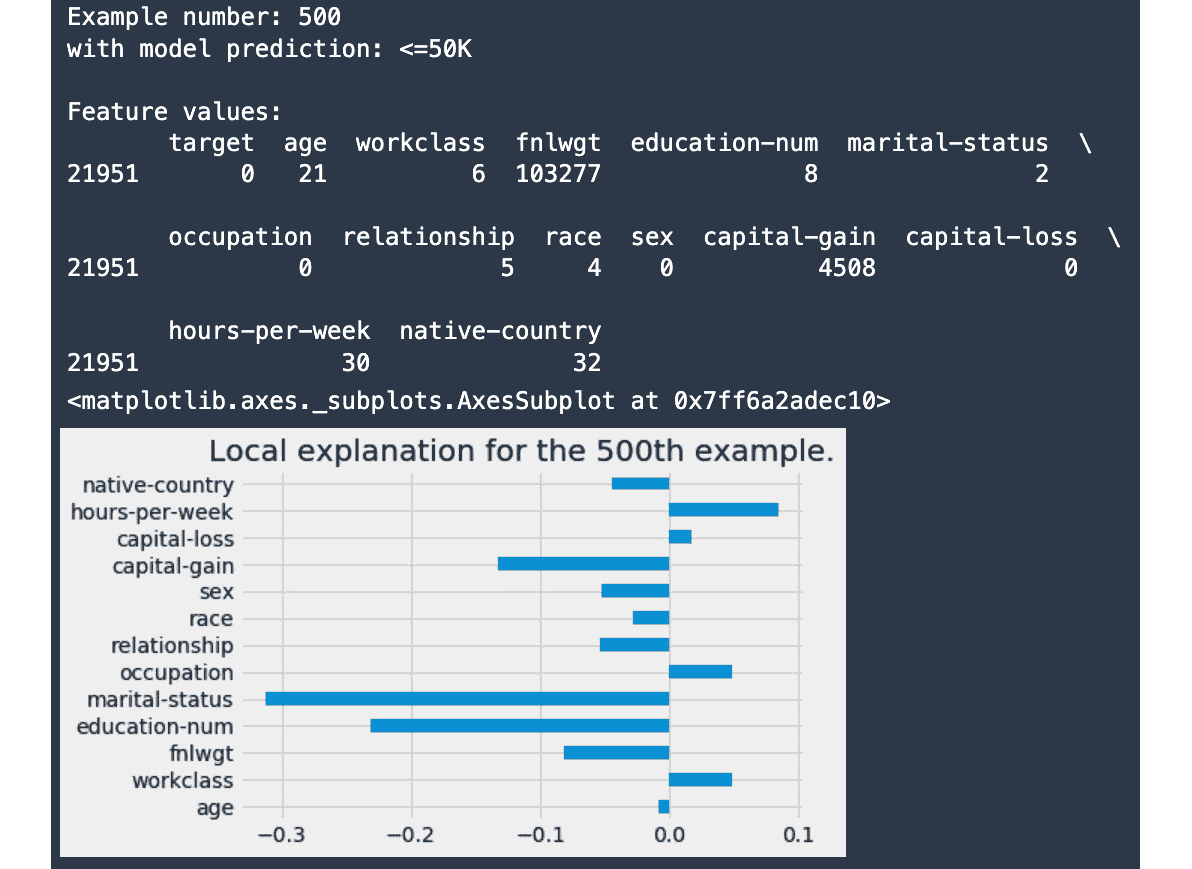 Example number: 500
with model prediction: <=50K
Feature values:
target age workclass fnlwgt education-num marital-status \
21951 0 21 6 103277 8 2
occupation relationship race sex capital-gain capital-loss \
21951 0 5 4 0 4508 0
hours-per-week native-country
21951 30 32
<matplotlib.axes._subplots.AxesSubplot at 0x7ff6a2adec10>
Local explanation for the 500th example.
native-country
hours-per-week
capital-loss
capital-gain
sex
race
relationship
occupation
marital-status
education-num
fnlwgt
workclass
age
−0.3 −0.2 −0.1 0.0 0.1